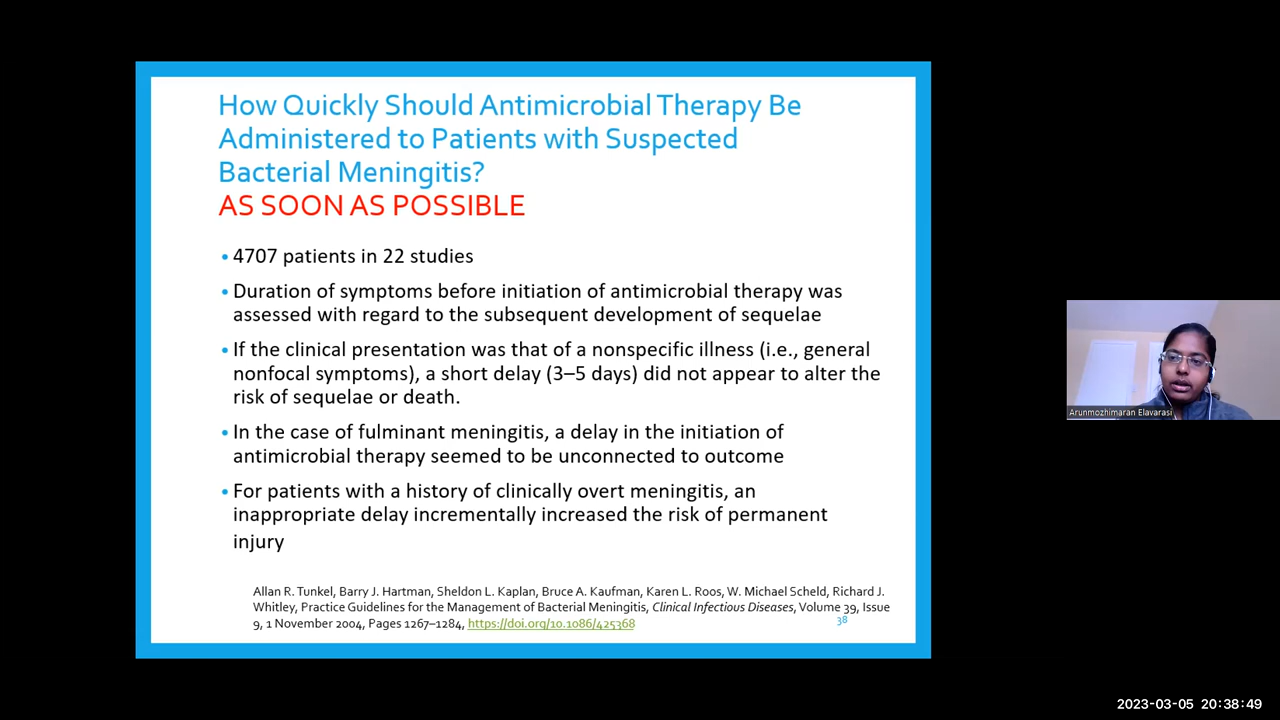 How Quickly Should Antimicrobial Therapy Be
Administered to Patients with Suspected
Bacterial Meningitis?
AS SOON AS POSSIBLE
• 4707 patients in 22 studies
• Duration of symptoms before initiation of antimicrobial therapy was
assessed with regard to the subsequent development of sequelae
• If the clinical presentation was that of a nonspecific illness (i.e., general
nonfocal symptoms), a short delay (3–5 days) did not appear to alter the
risk of sequelae or death.
• In the case of fulminant meningitis, a delay in the initiation of
antimicrobial therapy seemed to be unconnected to outcome
• For patients with a history of clinically overt meningitis, an
inappropriate delay incrementally increased the risk of permanent
injury
Allan R. Tunkel, Barry J. Hartman, Sheldon L. Kaplan, Bruce A. Kaufman, Karen L. Roos, W. Michael Scheld, Richard J.
Whitley, Practice Guidelines for the Management of Bacterial Meningitis, Clinical Infectious Diseases, Volume 39, Issue
9, 1 November 2004, Pages 1267–1284, https://doi.org/10.1086/425368
38
Arunmozhimaran Elavarasi
2023-03-05 20:38:49